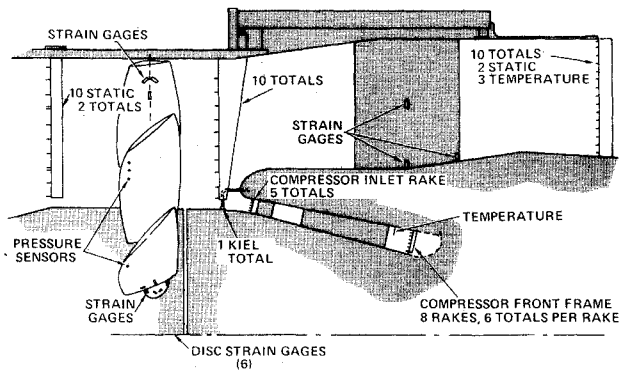 STRAIN GAGES
10 STATIC
2 TOTALS
10 TOTALS
10 TOTALS
2 STATIC
3 TEMPERATURE
STRAIN
GAGES
COMPRESSOR INLET RAKE
5 TOTALS
TEMPERATURE
PRESSURE
SENSORS
1 KIEL
TOTAL
STRAIN
GAGES
COMPRESSOR FRONT FRAME
8 RAKES, 6 TOTALS PER RAKE
DISC STRAIN GAGES
(6)